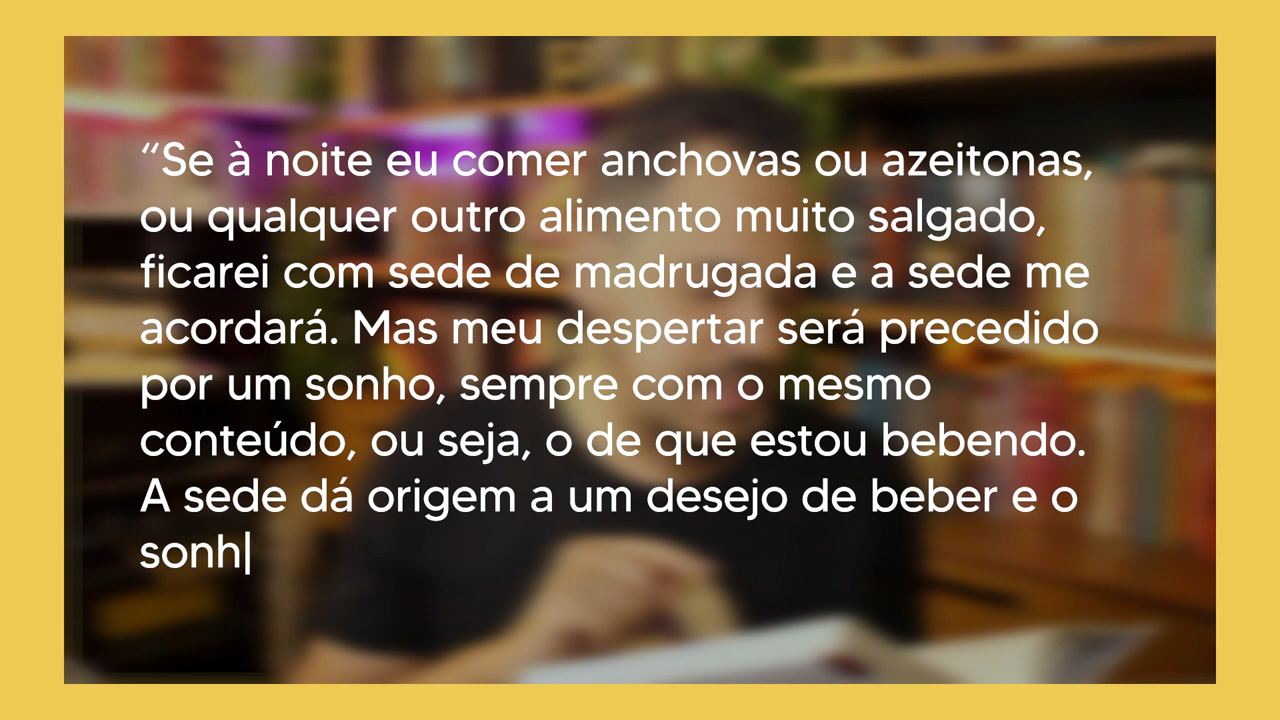 “Se à noite eu comer anchovas ou azeitonas,
ou qualquer outro alimento muito salgado,
ficarei com sede de madrugada e a sede me
acordará. Mas meu despertar será precedido
por um sonho, sempre com o mesmo
conteúdo, ou seja, o de que estou bebendo.
A sede dá origem a um desejo de beber e o
sonh|